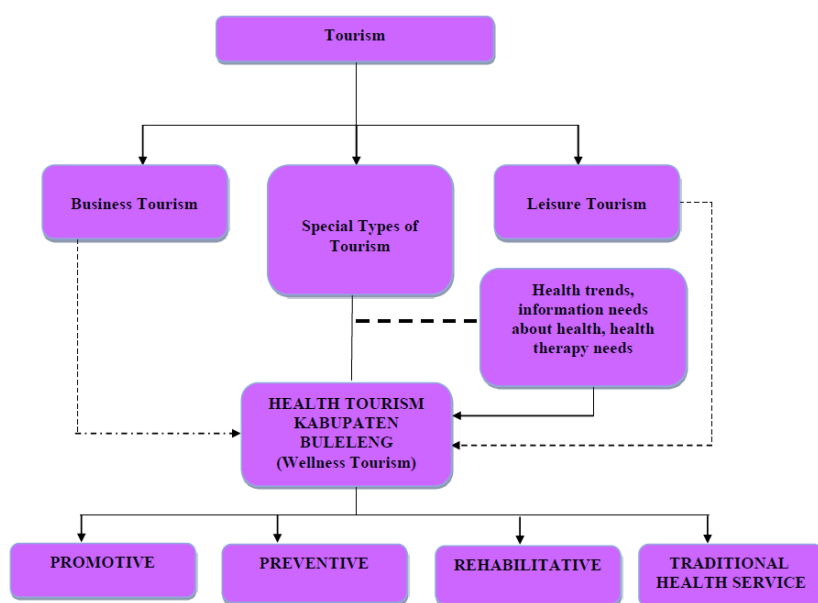 Tourism
Business Tourism
Special Types of
Tourism
Leisure Tourism
Health trends,
information needs
about health, health
therapy needs
HEALTH TOURISM
KABUPATEN
BULELENG
(Wellness Tourism)
PROMOTIVE
PREVENTIVE
REHABILITATIVE
TRADITIONAL
HEALTH SERVICE